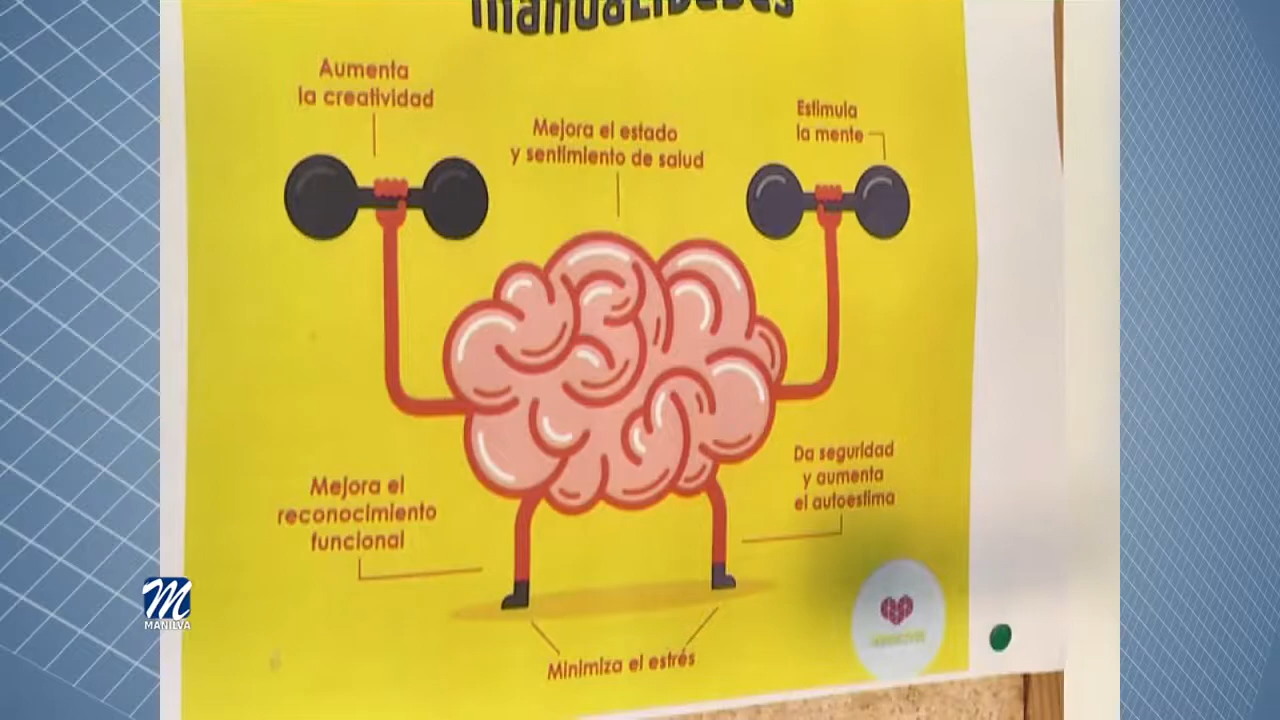 manualidades
Aumenta
la creatividad
Mejora el estado
y sentimiento de salud
Estimula
la mente
Mejora el
reconocimiento
funcional
Da seguridad
y aumenta
el autoestima
Minimiza el estrés
M
MANILVA